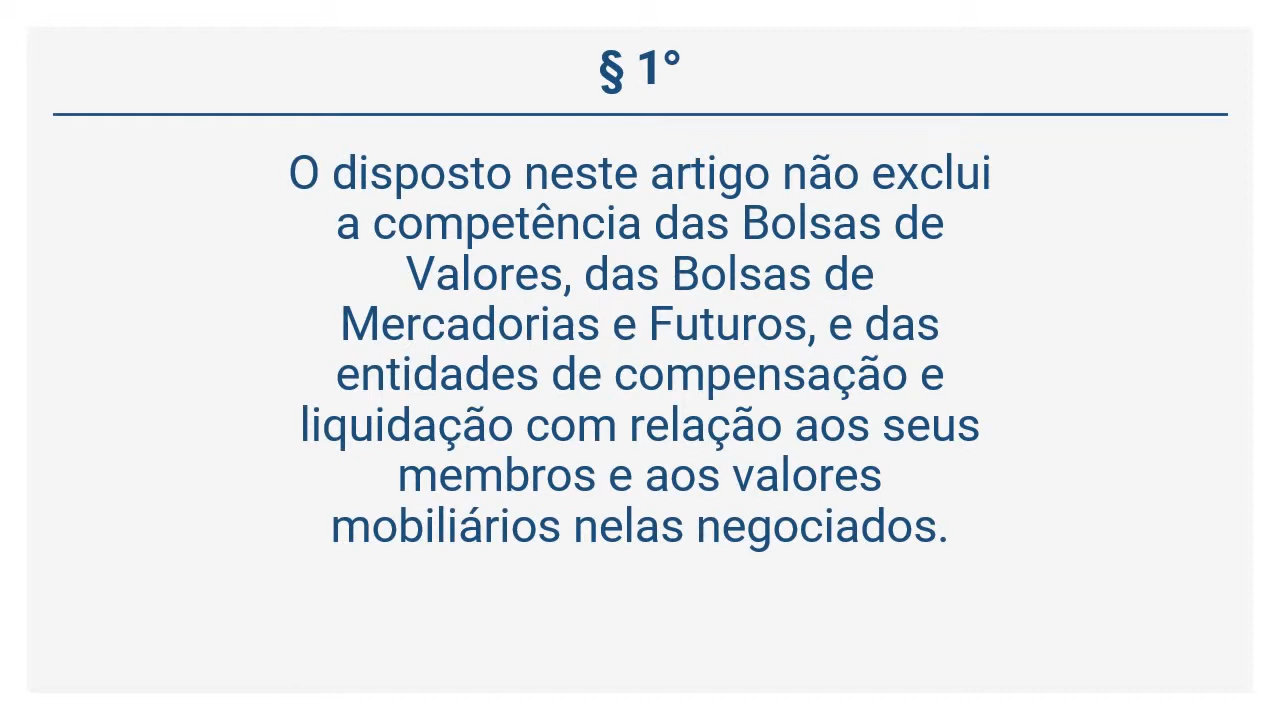 § 1°
O disposto neste artigo não exclui
a competência das Bolsas de
Valores, das Bolsas de
Mercadorias e Futuros, e das
entidades de compensação e
liquidação com relação aos seus
membros e aos valores
mobiliários nelas negociados.